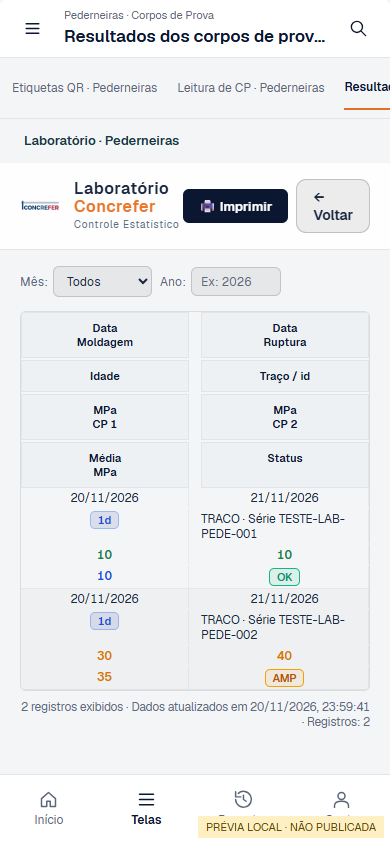 Pederneiras · Corpos de Prova
Resultados dos corpos de prov...
Etiquetas QR · Pederneiras
Leitura de CP · Pederneiras
Laboratório · Pederneiras
CONCREFER
Laboratório
Concrefer
Controle Estatístico
Imprimir
←
Voltar
Mês:
Todos
Ano:
Ex: 2026
Data
Moldagem
Data
Ruptura
Idade
Traço / id
MPa
CP 1
MPa
CP 2
Média
MPa
Status
20/11/2026
21/11/2026
1d
TRACO · Série TESTE-LAB-
PEDE-001
10
10
10
OK
20/11/2026
21/11/2026
1d
TRACO · Série TESTE-LAB-
PEDE-002
30
40
35
AMP
2 registros exibidos · Dados atualizados em 20/11/2026, 23:59:41
· Registros: 2
Início
Telas
PRÉVIA LOCAL · NÃO PUBLICADA